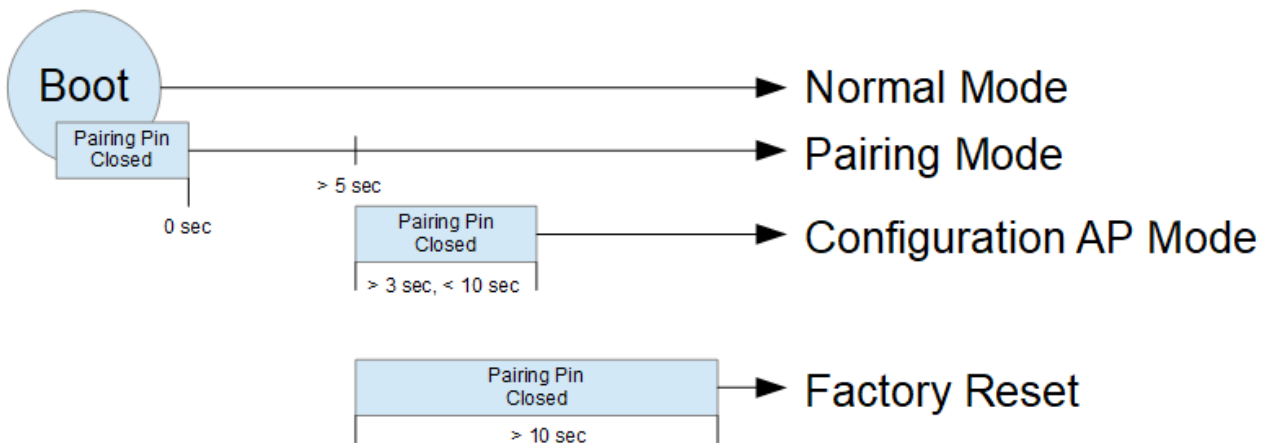 Boot
Normal Mode
Pairing Pin
Closed
Pairing Mode
0 sec
> 5 sec
Pairing Pin
Closed
Configuration AP Mode
> 3 sec, < 10 sec
Pairing Pin
Closed
Factory Reset
> 10 sec